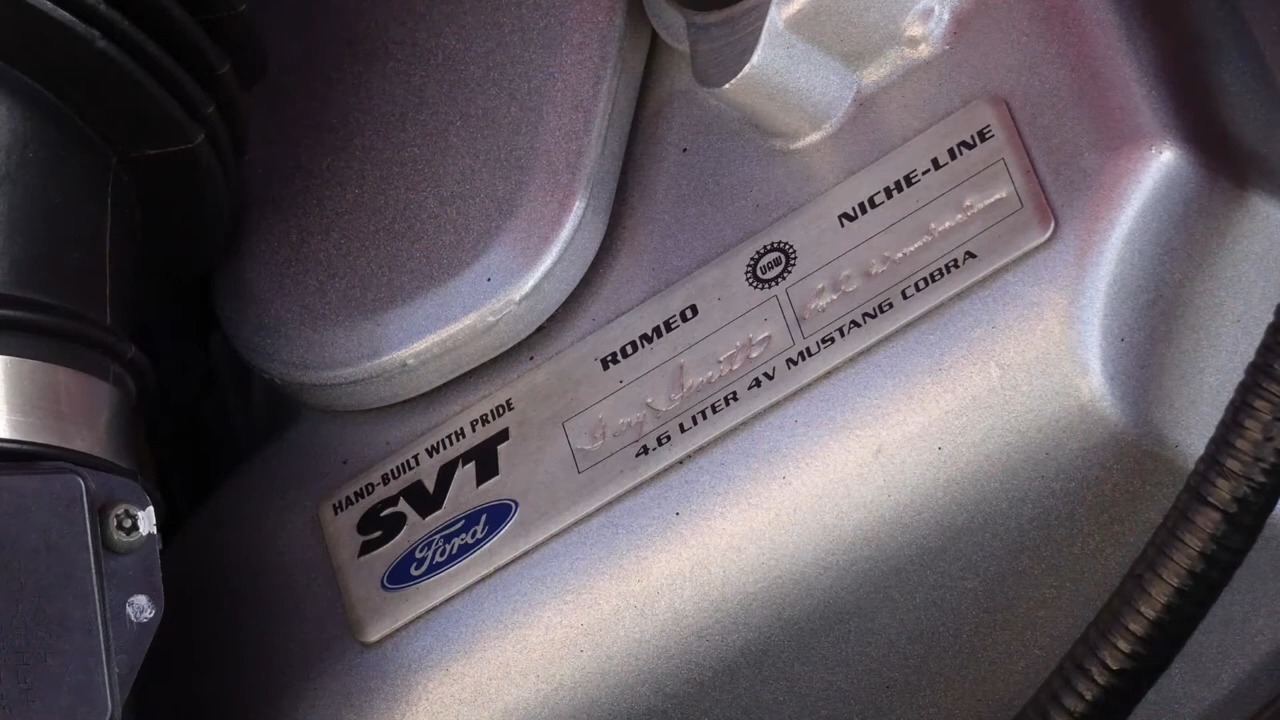 HAND-BUILT WITH PRIDE
SVT
Ford
ROMEO
UAW
NICHE-LINE
4.6 LITER 4V MUSTANG COBRA